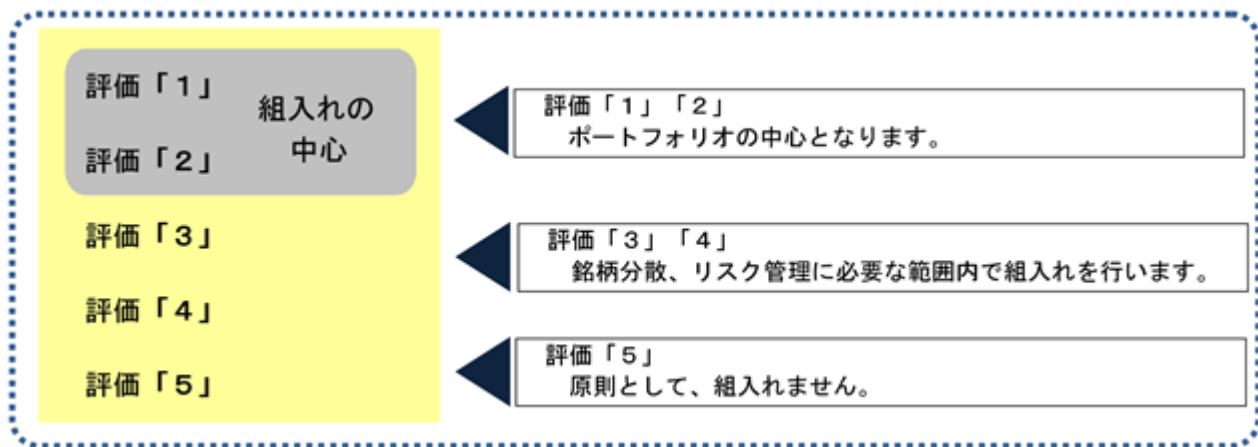 評価「１」
評価「２」
組入れの
中心
評価「３」
評価「４」
評価「５」
評価「１」「２」
ポートフォリオの中心となります。
評価「３」「４」
銘柄分散、リスク管理に必要な範囲内で組入れを行います。
評価「５」
原則として、組入れません。